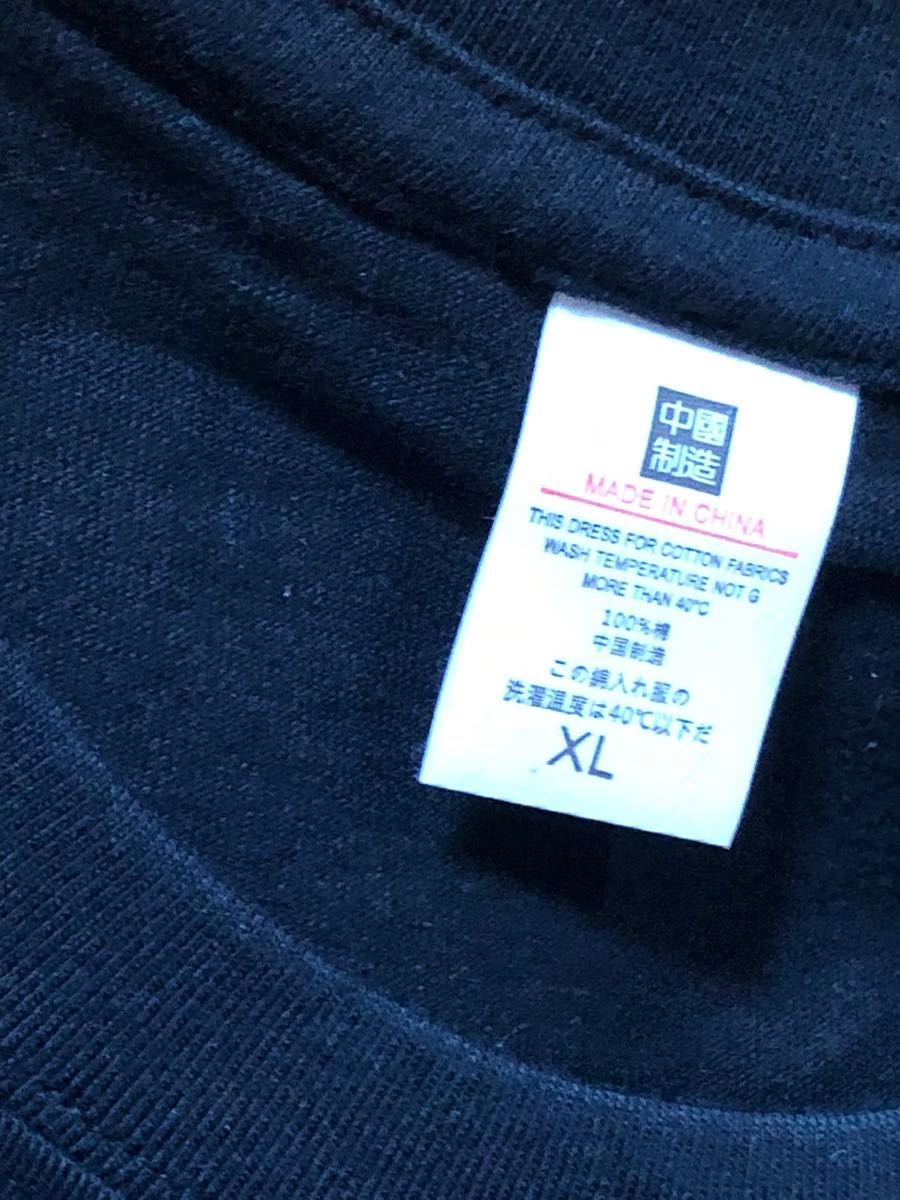 中國
制造
MADE IN CHINA
THIS DRESS FOR COTTON FABRICS
WASH TEMPERATURE NOT G
MORE THAN 40°C
100%棉
中国制造
この綿入れ服の
洗濯温度は40℃以下だ
XL